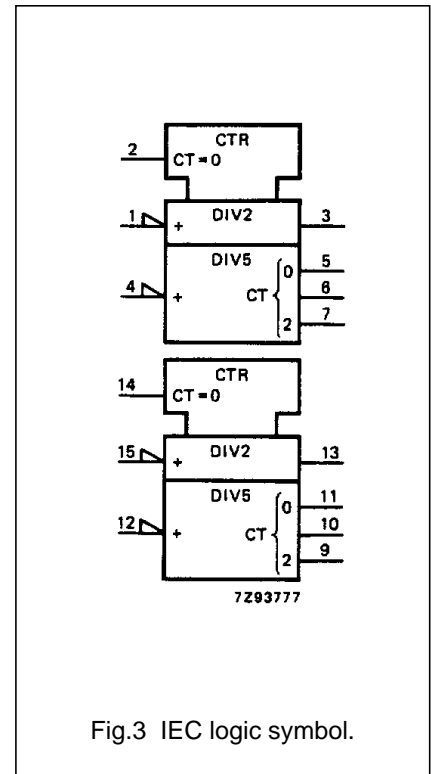 CTR
2 CT=0
1 + DIV2 3
DIV5
0 5
4 + CT 6
2 7
CTR
14 CT=0
15 + DIV2 13
DIV5
0 11
12 + CT 10
2 9
7Z93777
Fig.3 IEC logic symbol.